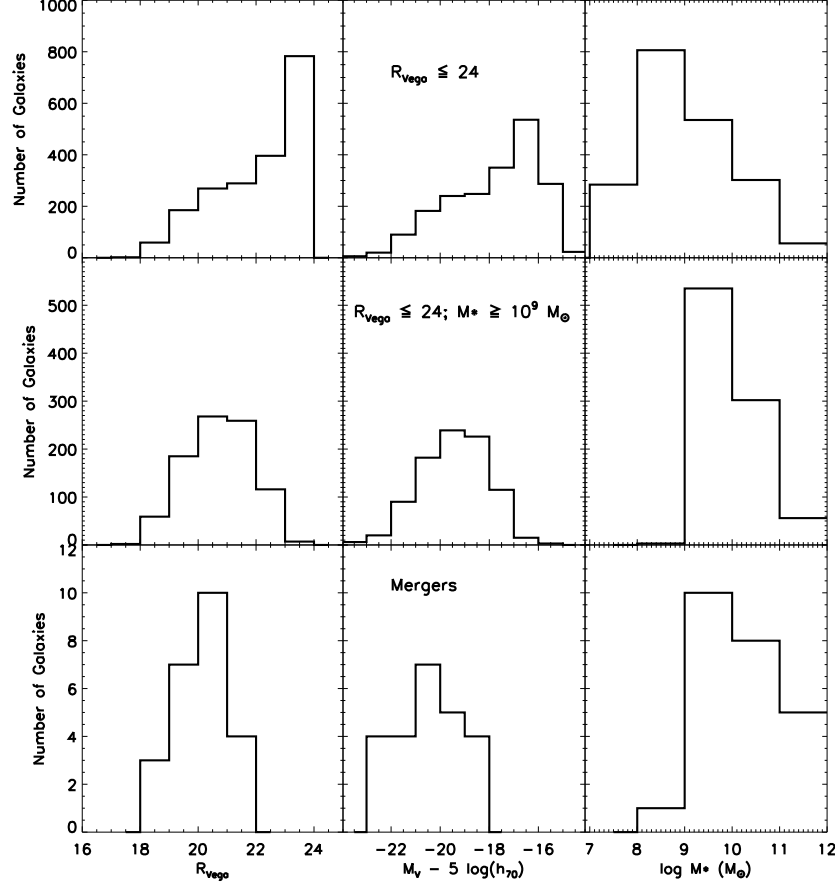 1000
800
600
400
200
0
Number of Galaxies
R_Vega ≦ 24
500
400
300
200
100
0
Number of Galaxies
R_Vega ≦ 24; M* ≧ 10⁹ M_⊙
12
10
8
6
4
2
0
Number of Galaxies
Mergers
16 18 20 22 24
R_Vega
-22 -20 -18 -16
M_V - 5 log(h_70)
7 8 9 10 11 12
log M* (M_⊙)